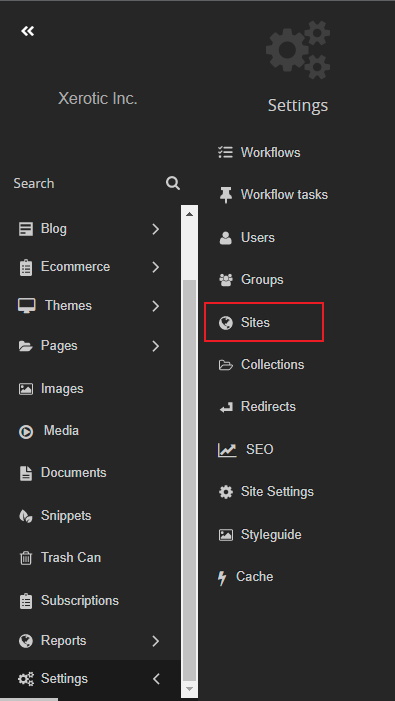 Xerotic Inc.
Search
Blog
Ecommerce
Themes
Pages
Images
Media
Documents
Snippets
Trash Can
Subscriptions
Reports
Settings
Settings
Workflows
Workflow tasks
Users
Groups
Sites
Collections
Redirects
SEO
Site Settings
Styleguide
Cache